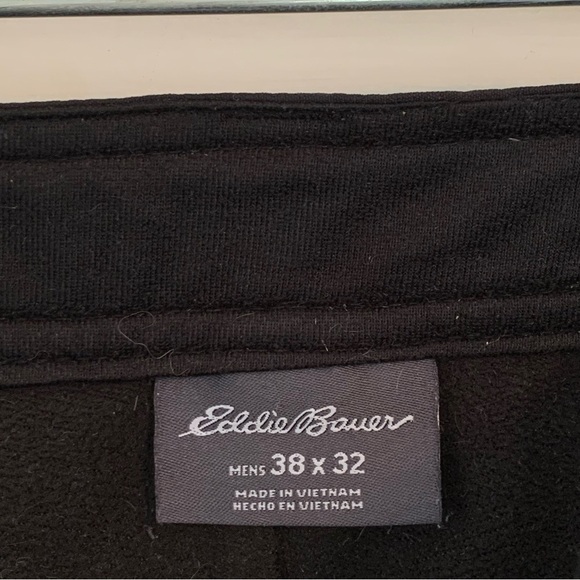 Eddie Bauer
MENS 38 X 32
MADE IN VIETNAM
HECHO EN VIETNAM